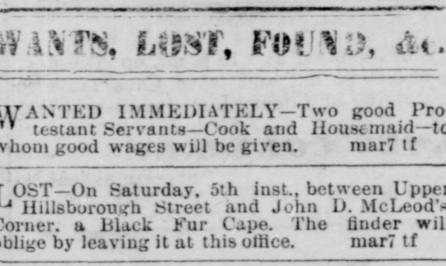 WANTS, LOST, FOUND, &c.
WANTED IMMEDIATELY—Two good Pro-
testant Servants—Cook and Housemaid—to
whom good wages will be given. mar7 tf
LOST—On Saturday, 5th inst., between Upper
Hillsborough Street and John D. McLeod's
Corner, a Black Fur Cape. The finder will
oblige by leaving it at this office. mar7 tf